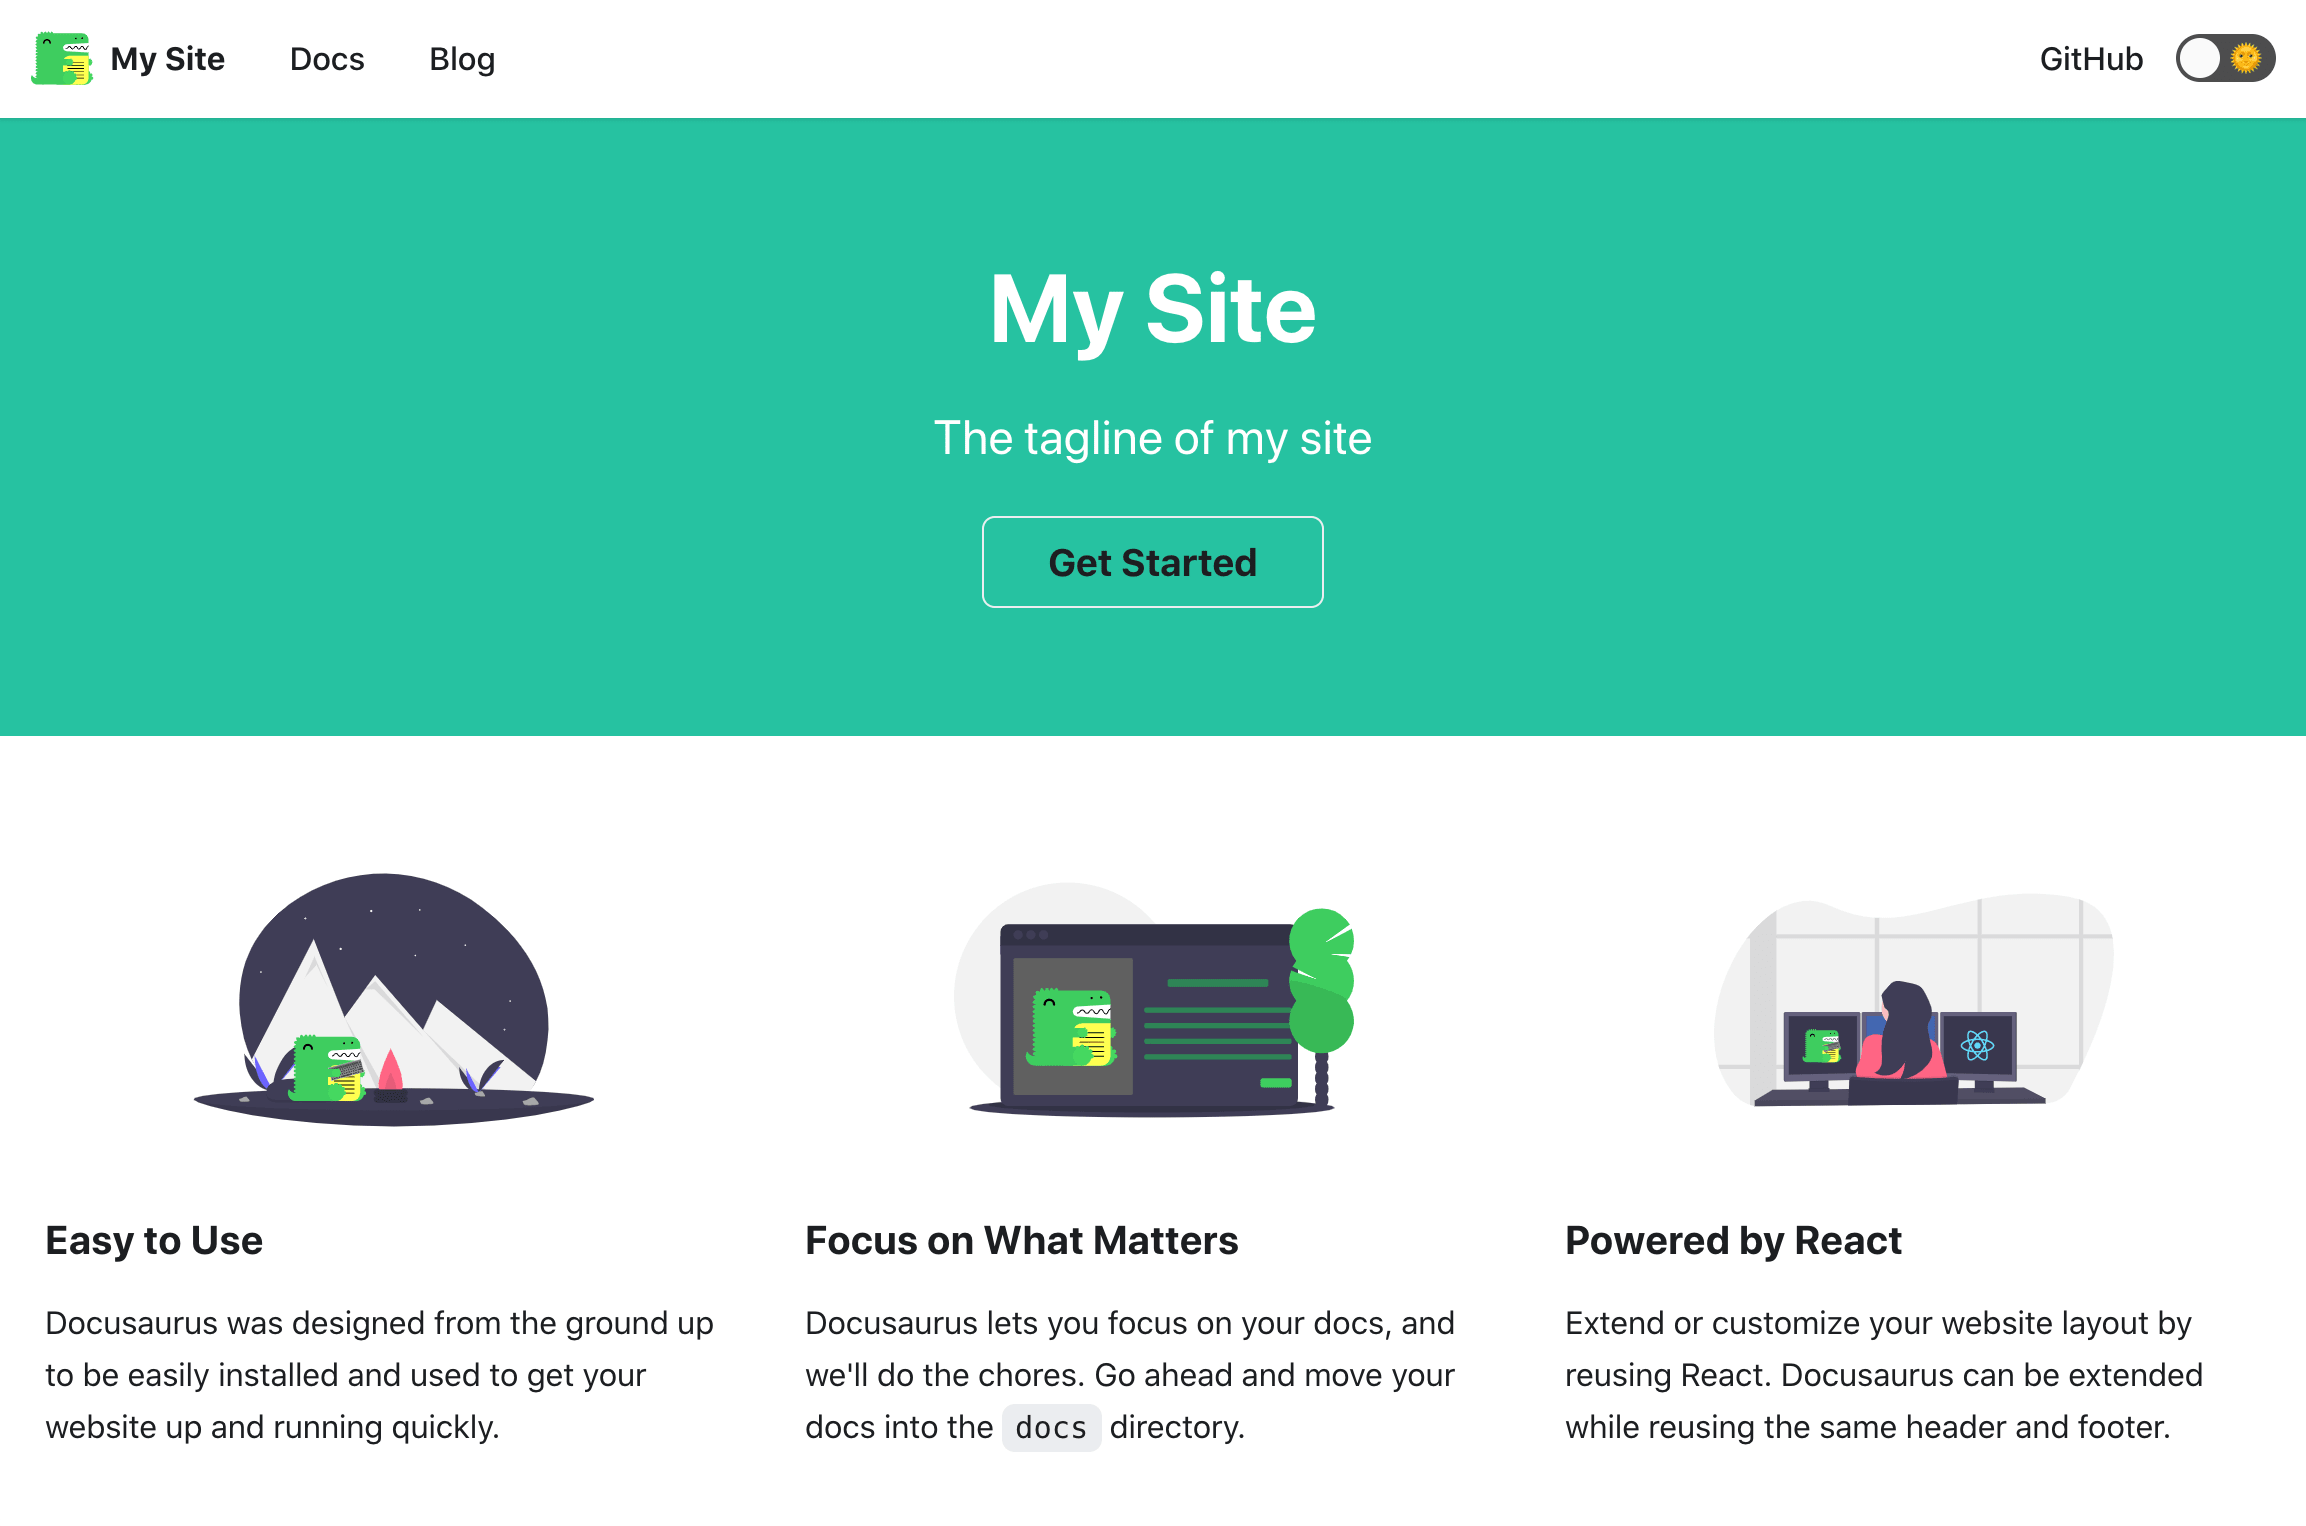 My Site
Docs
Blog
GitHub
My Site
The tagline of my site
Get Started
Easy to Use
Docusaurus was designed from the ground up
to be easily installed and used to get your
website up and running quickly.
Focus on What Matters
Docusaurus lets you focus on your docs, and
we'll do the chores. Go ahead and move your
docs into the docs directory.
Powered by React
Extend or customize your website layout by
reusing React. Docusaurus can be extended
while reusing the same header and footer.